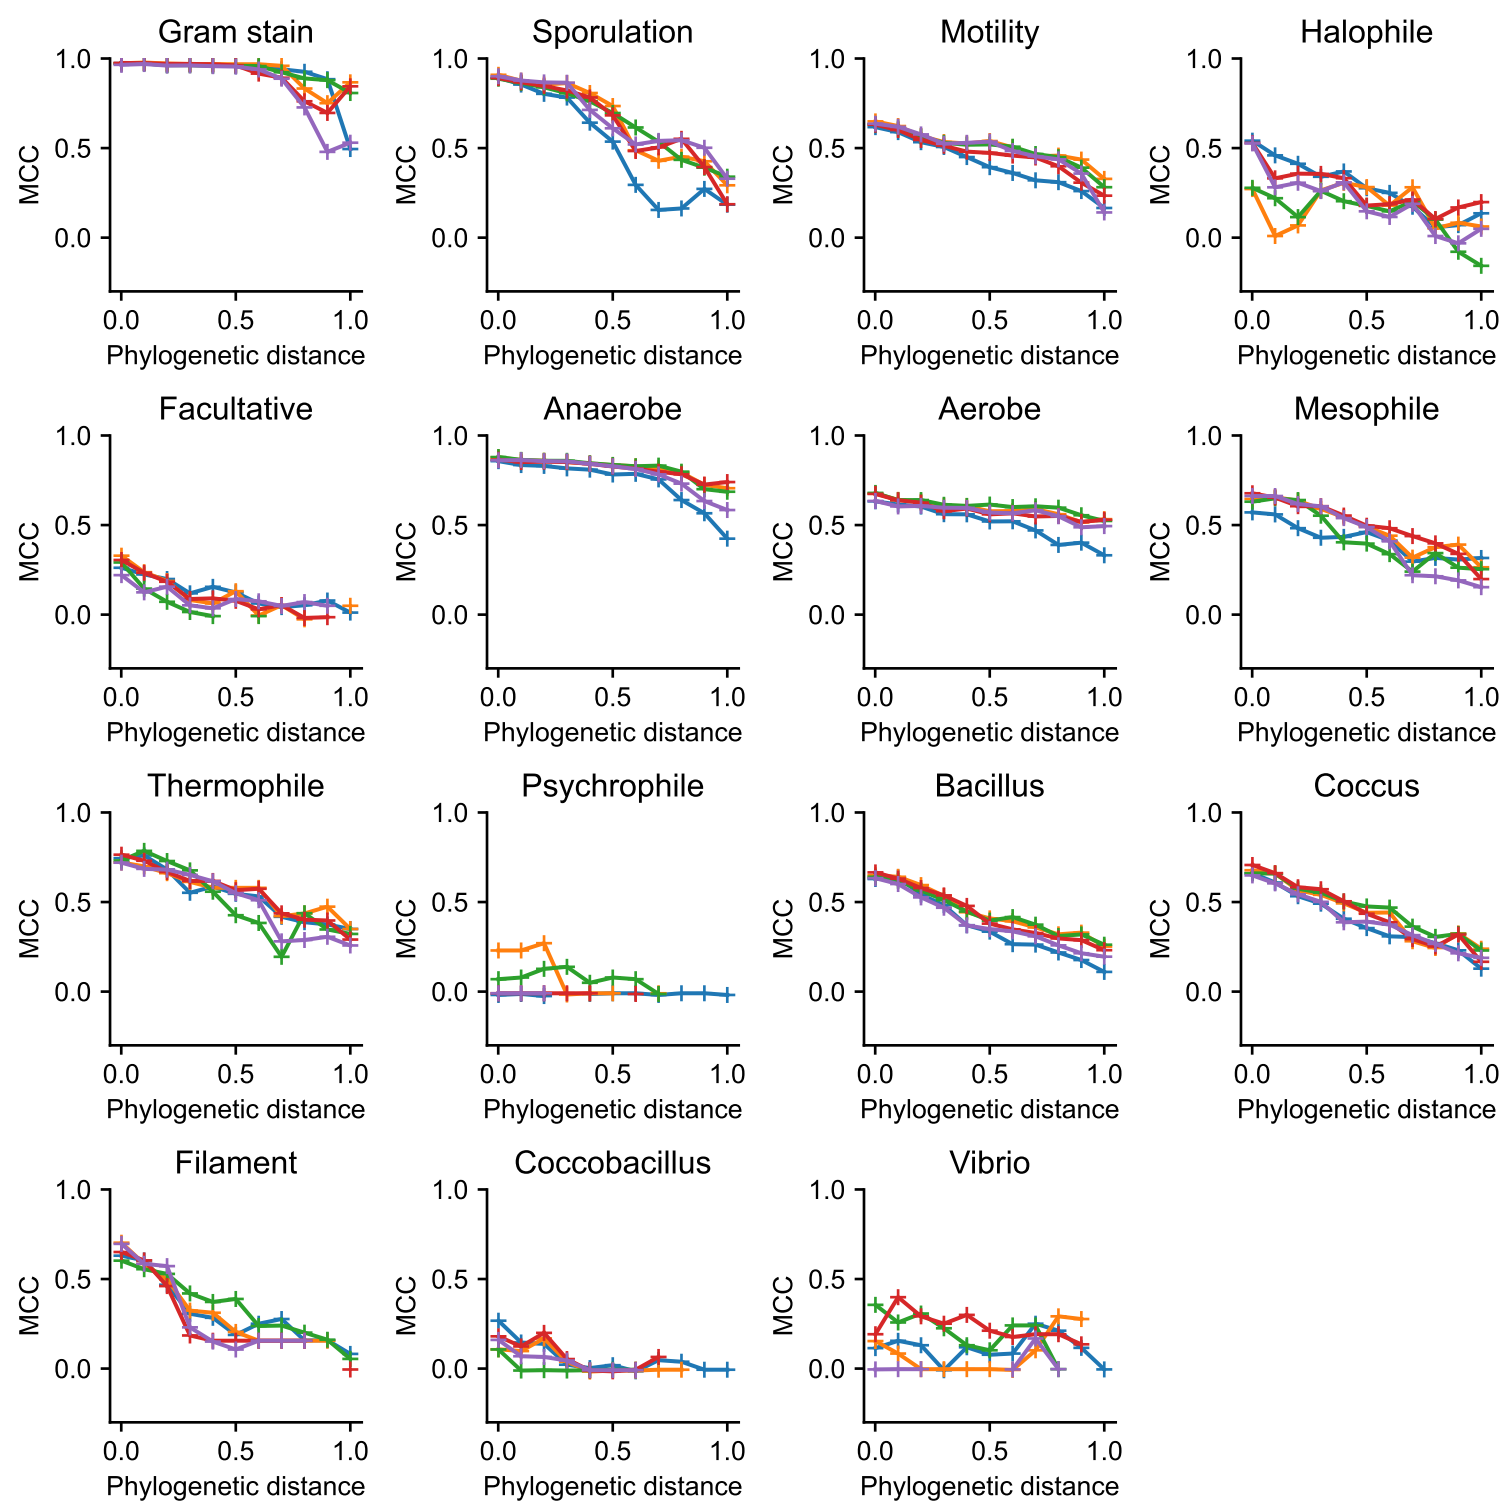 Gram stain
Sporulation
Motility
Halophile
1.0
0.5
0.0
MCC
0.0 0.5 1.0
Phylogenetic distance
1.0
0.5
0.0
MCC
0.0 0.5 1.0
Phylogenetic distance
1.0
0.5
0.0
MCC
0.0 0.5 1.0
Phylogenetic distance
1.0
0.5
0.0
MCC
0.0 0.5 1.0
Phylogenetic distance
Facultative
Anaerobe
Aerobe
Mesophile
1.0
0.5
0.0
MCC
0.0 0.5 1.0
Phylogenetic distance
1.0
0.5
0.0
MCC
0.0 0.5 1.0
Phylogenetic distance
1.0
0.5
0.0
MCC
0.0 0.5 1.0
Phylogenetic distance
1.0
0.5
0.0
MCC
0.0 0.5 1.0
Phylogenetic distance
Thermophile
Psychrophile
Bacillus
Coccus
1.0
0.5
0.0
MCC
0.0 0.5 1.0
Phylogenetic distance
1.0
0.5
0.0
MCC
0.0 0.5 1.0
Phylogenetic distance
1.0
0.5
0.0
MCC
0.0 0.5 1.0
Phylogenetic distance
1.0
0.5
0.0
MCC
0.0 0.5 1.0
Phylogenetic distance
Filament
Coccobacillus
Vibrio
1.0
0.5
0.0
MCC
0.0 0.5 1.0
Phylogenetic distance
1.0
0.5
0.0
MCC
0.0 0.5 1.0
Phylogenetic distance
1.0
0.5
0.0
MCC
0.0 0.5 1.0
Phylogenetic distance